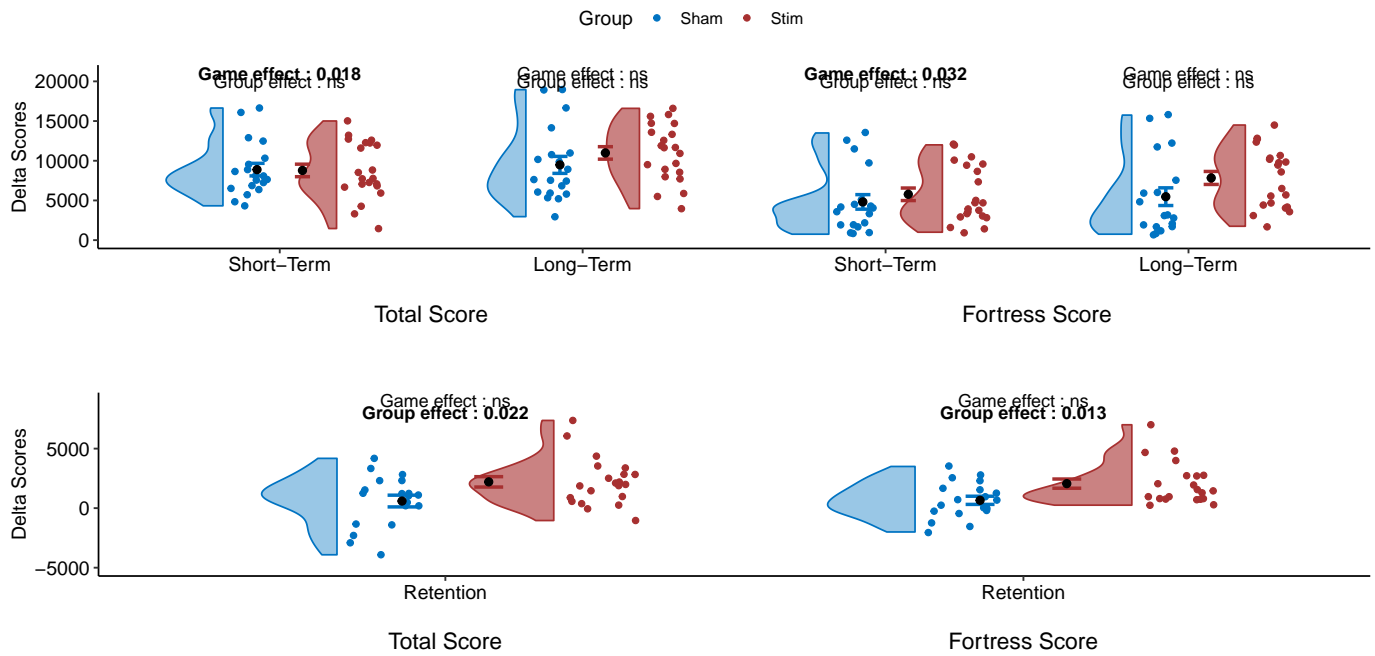 Group Sham Stim
Game effect : 0.018 Game effect : ns Game effect : 0.032 Game effect : ns
Group effect : ns Group effect : ns Group effect : ns Group effect : ns
Delta Scores
20000
15000
10000
5000
0
Short−Term Long−Term Short−Term Long−Term
Total Score Fortress Score
Game effect : ns Game effect : ns
Group effect : 0.022 Group effect : 0.013
Delta Scores
5000
0
−5000
Retention Retention
Total Score Fortress Score